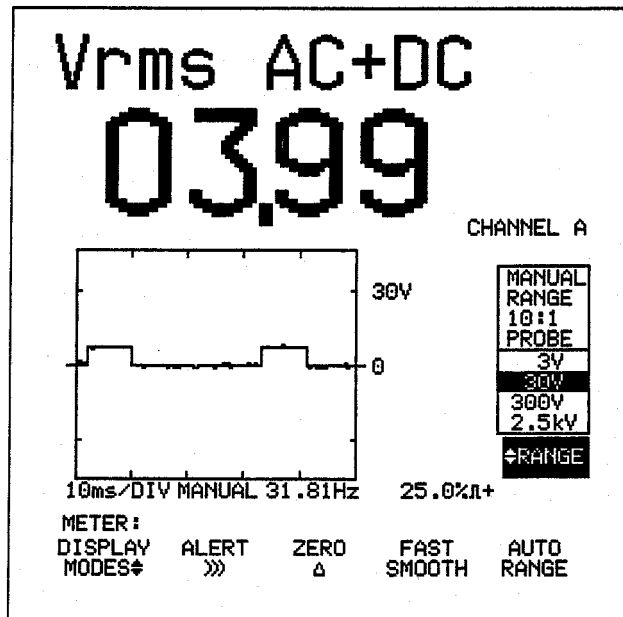 Vrms AC+DC
03.99
CHANNEL A
30V
0
MANUAL
RANGE
10:1
PROBE
3V
30V
300V
2.5kV
♦RANGE
10ms/DIV MANUAL 31.81Hz 25.0%⎍+
METER:
DISPLAY MODES♦
ALERT )))
ZERO Δ
FAST SMOOTH
AUTO RANGE